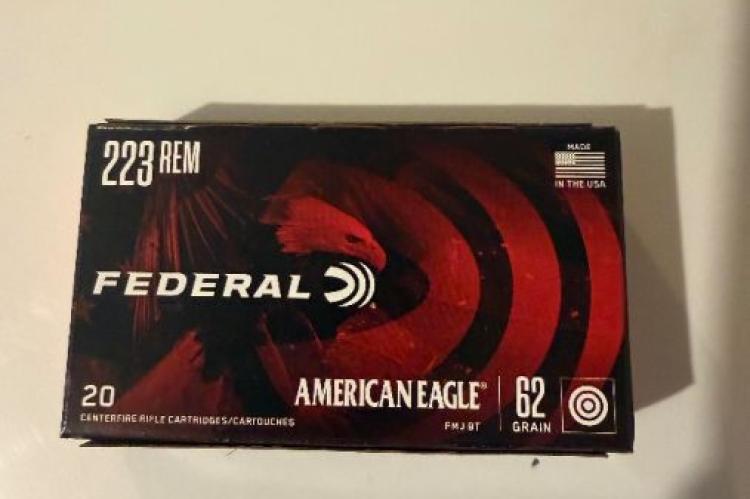 223 REM
MADE
IN THE USA
FEDERAL
20
CENTERFIRE RIFLE CARTRIDGES/CARTOUCHES
AMERICAN EAGLE®
FMJ BT
62
GRAIN